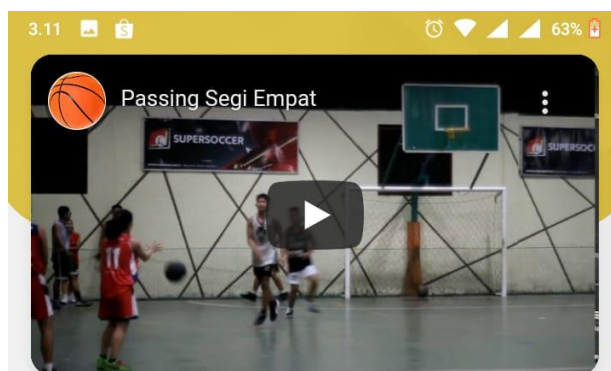 3.11
63%
Passing Segi Empat
SUPERSOCCER
SUPERSOCC
11